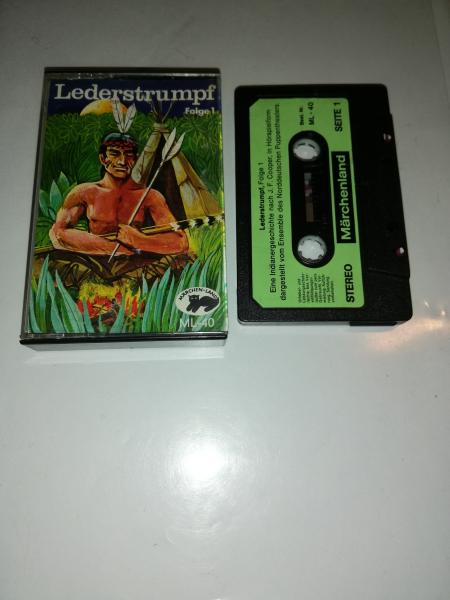 Lederstrumpf
Folge 1
MÄRCHEN-LAND
ML-40
Lederstrumpf, Folge 1
Eine Indianergeschichte nach J. F. Cooper, in Hörspielform
dargestellt vom Ensemble des Norddeutschen Puppentheaters
Best. Nr.
ML - 40
SEITE 1
STEREO
Märchenland